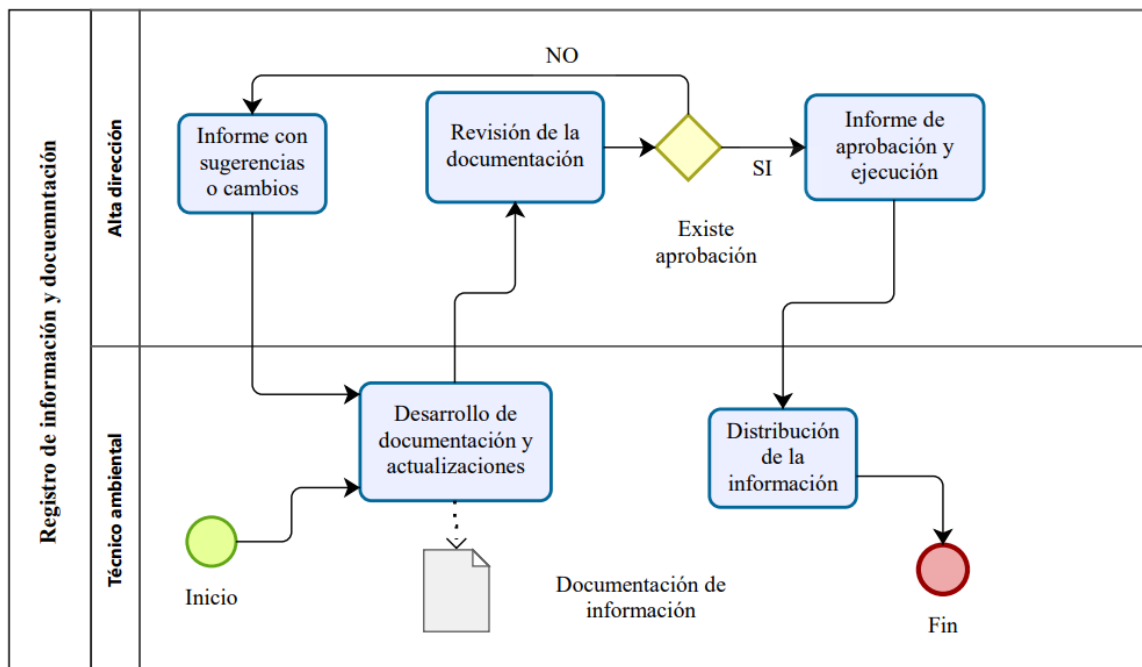 Registro de información y docuemntación
Alta dirección
NO
Informe con
sugerencias
o cambios
Revisión de la
documentación
SI
Existe
aprobación
Informe de
aprobación y
ejecución
Técnico ambiental
Inicio
Desarrollo de
documentación y
actualizaciones
Documentación de
información
Distribución
de la
información
Fin